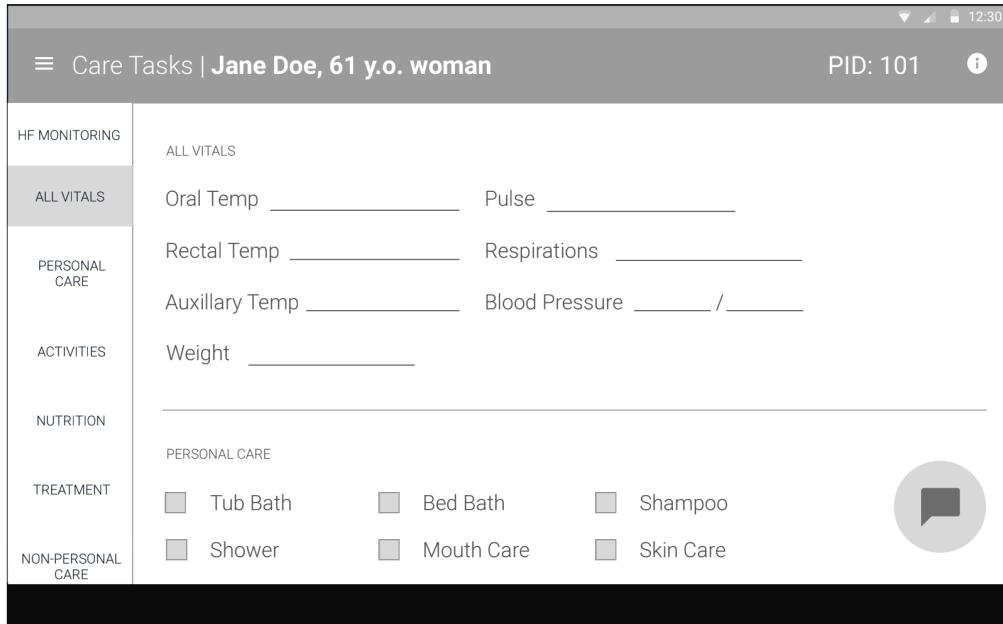 12:30
Care Tasks | Jane Doe, 61 y.o. woman PID: 101
HF MONITORING
ALL VITALS
PERSONAL
CARE
ACTIVITIES
NUTRITION
TREATMENT
NON-PERSONAL
CARE
ALL VITALS
Oral Temp Pulse
Rectal Temp Respirations
Auxillary Temp Blood Pressure /
Weight
PERSONAL CARE
Tub Bath Bed Bath Shampoo
Shower Mouth Care Skin Care